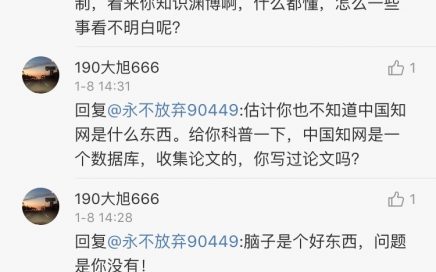 制，看来你知识渊博啊，什么都懂，怎么一些
事看不明白呢？
190大旭666
1
1-8 14:31
回复@永不放弃90449:估计你也不知道中国知
网是什么东西。给你科普一下，中国知网是一
个数据库，收集论文的，你写过论文吗？
190大旭666
1
1-8 14:28
回复@永不放弃90449:脑子是个好东西，问题
是你没有！